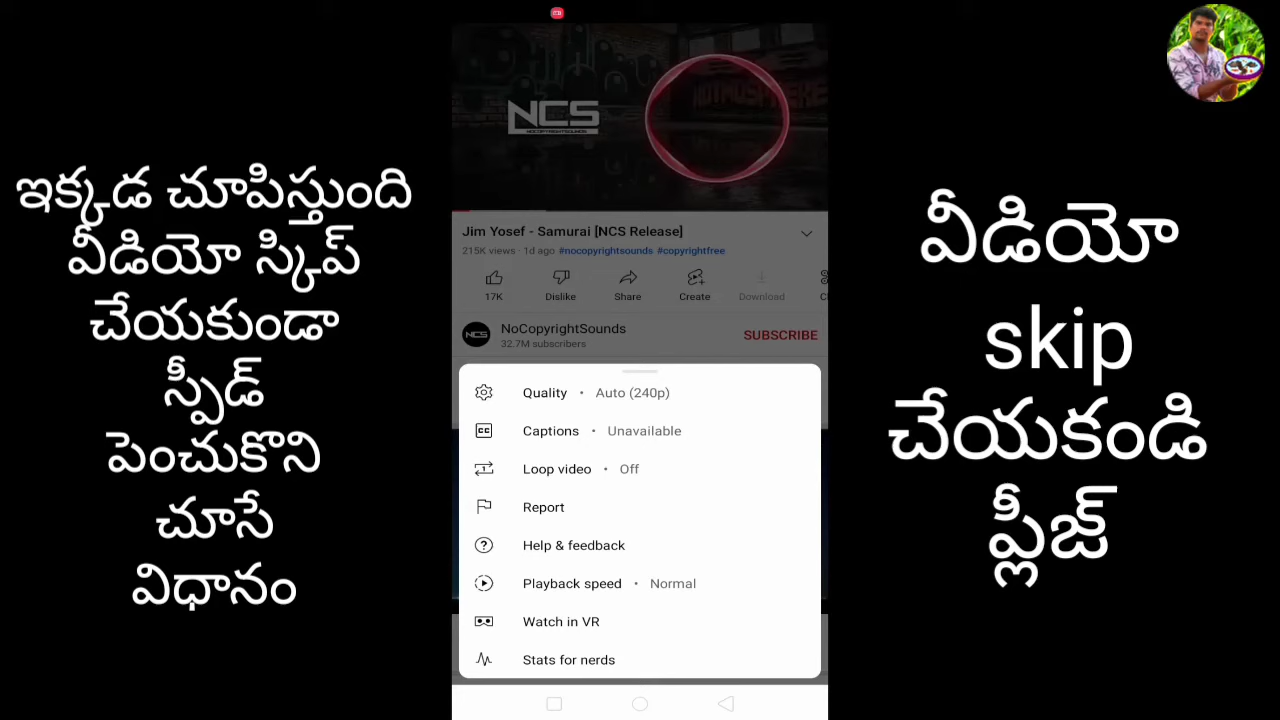 ఇక్కడ చూపిస్తుంది
వీడియో స్కిప్
చేయకుండా
స్పీడ్
పెంచుకొని
చూసే
విధానం
NCS
NOCOPYRIGHTSOUNDS
Jim Yosef - Samurai [NCS Release]
215K views · 1d ago #nocopyrightsounds #copyrightfree
17K Dislike Share Create Download
NCS NoCopyrightSounds SUBSCRIBE
32.7M subscribers
Quality • Auto (240p)
Captions • Unavailable
Loop video • Off
Report
Help & feedback
Playback speed • Normal
Watch in VR
Stats for nerds
వీడియో
skip
చేయకండి
ప్లీజ్